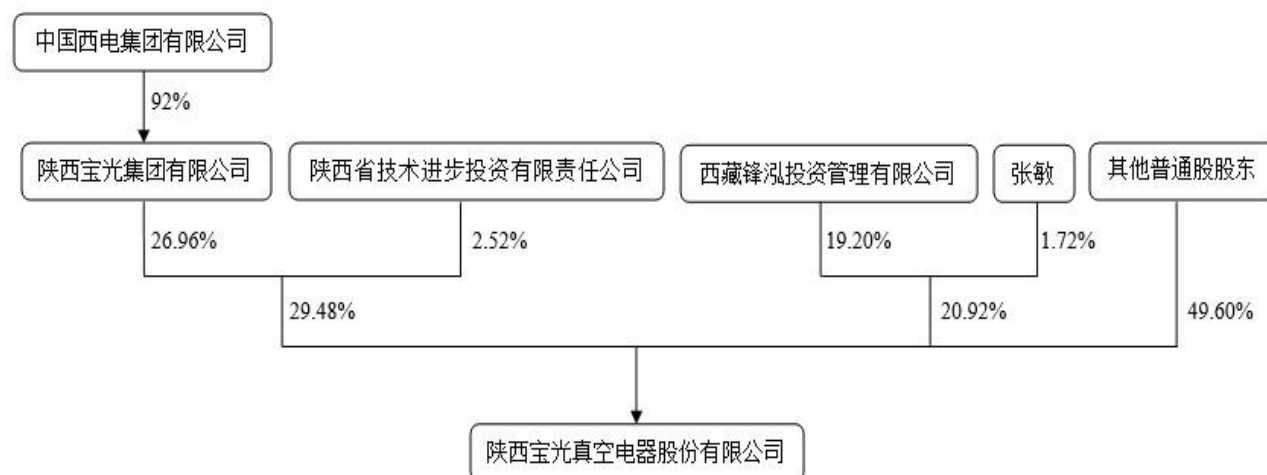 中国西电集团有限公司
92%
陕西宝光集团有限公司
陕西省技术进步投资有限责任公司
西藏锋泓投资管理有限公司
张敏
其他普通股股东
26.96%
2.52%
19.20%
1.72%
29.48%
20.92%
49.60%
陕西宝光真空电器股份有限公司